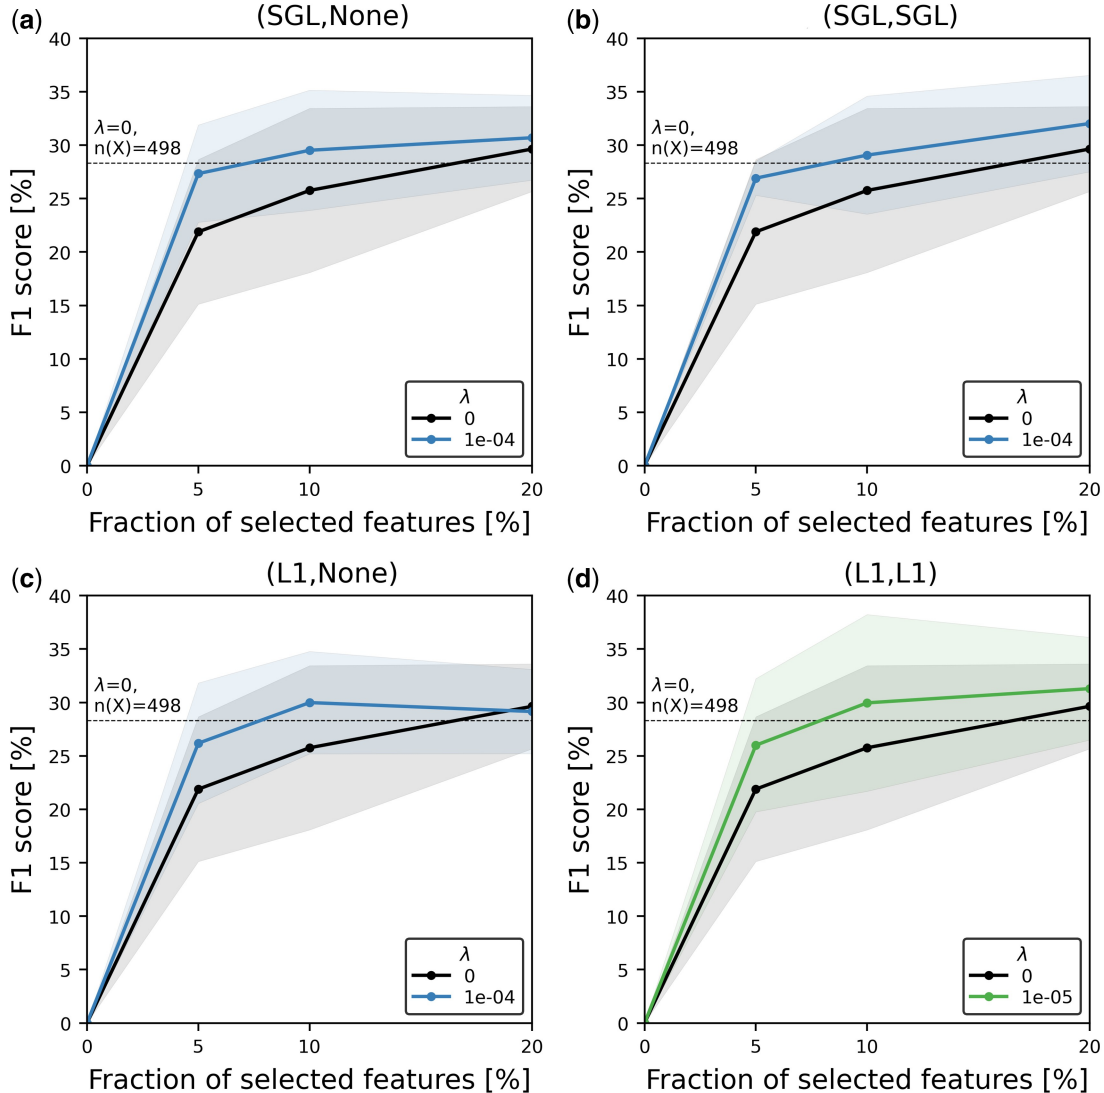 (a)
(SGL,None)
40
35
30
25
20
15
10
5
0
F1 score [%]
λ=0,
n(X)=498
λ
0
1e-04
0 5 10 20
Fraction of selected features [%]
(b)
(SGL,SGL)
40
35
30
25
20
15
10
5
0
F1 score [%]
λ=0,
n(X)=498
λ
0
1e-04
0 5 10 20
Fraction of selected features [%]
(c)
(L1,None)
40
35
30
25
20
15
10
5
0
F1 score [%]
λ=0,
n(X)=498
λ
0
1e-04
0 5 10 20
Fraction of selected features [%]
(d)
(L1,L1)
40
35
30
25
20
15
10
5
0
F1 score [%]
λ=0,
n(X)=498
λ
0
1e-05
0 5 10 20
Fraction of selected features [%]